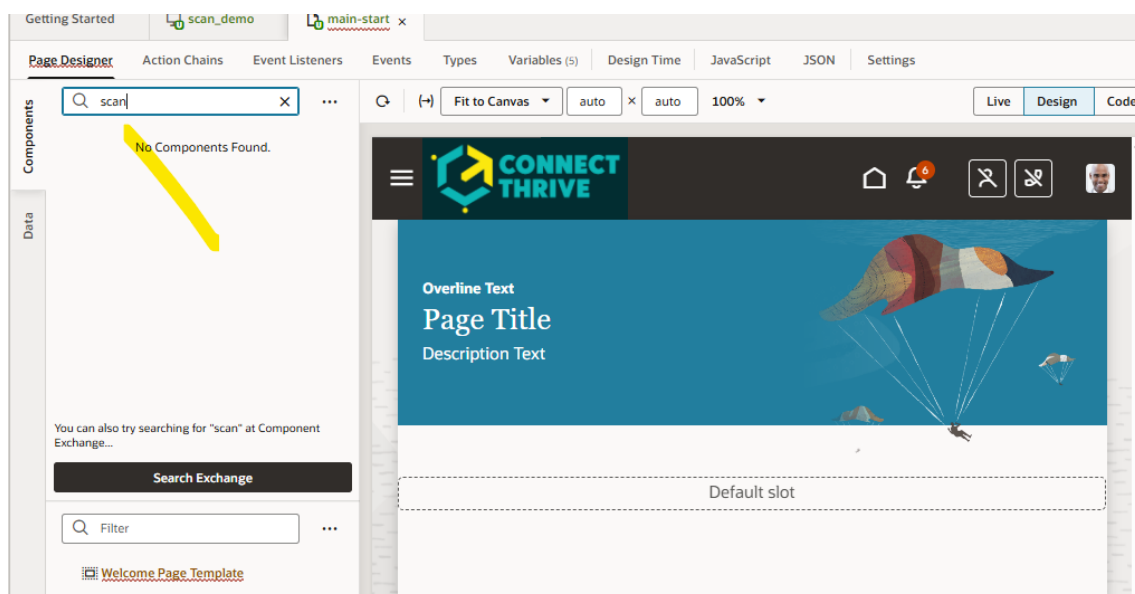 Getting Started scan_demo main-start ×
Page Designer Action Chains Event Listeners Events Types Variables (5) Design Time JavaScript JSON Settings
Components
Data
scan × ...
Fit to Canvas auto × auto 100% Live Design Code
No Components Found.
You can also try searching for "scan" at Component
Exchange...
Search Exchange
Filter ...
Welcome Page Template
CONNECT
THRIVE
6
Overline Text
Page Title
Description Text
Default slot